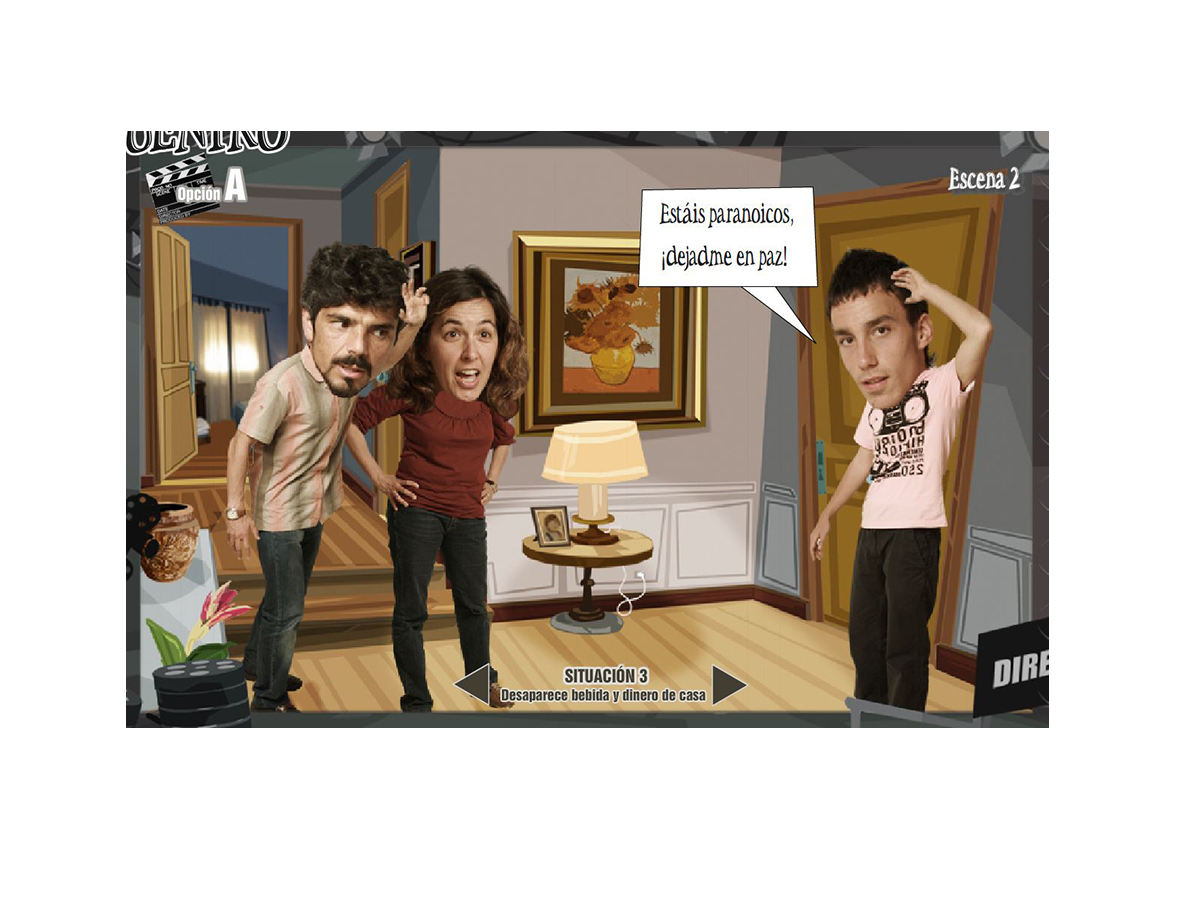 Opción A
Escena 2
Estáis paranoicos,
¡dejadme en paz!
SITUACIÓN 3
Desaparece bebida y dinero de casa
DIRE